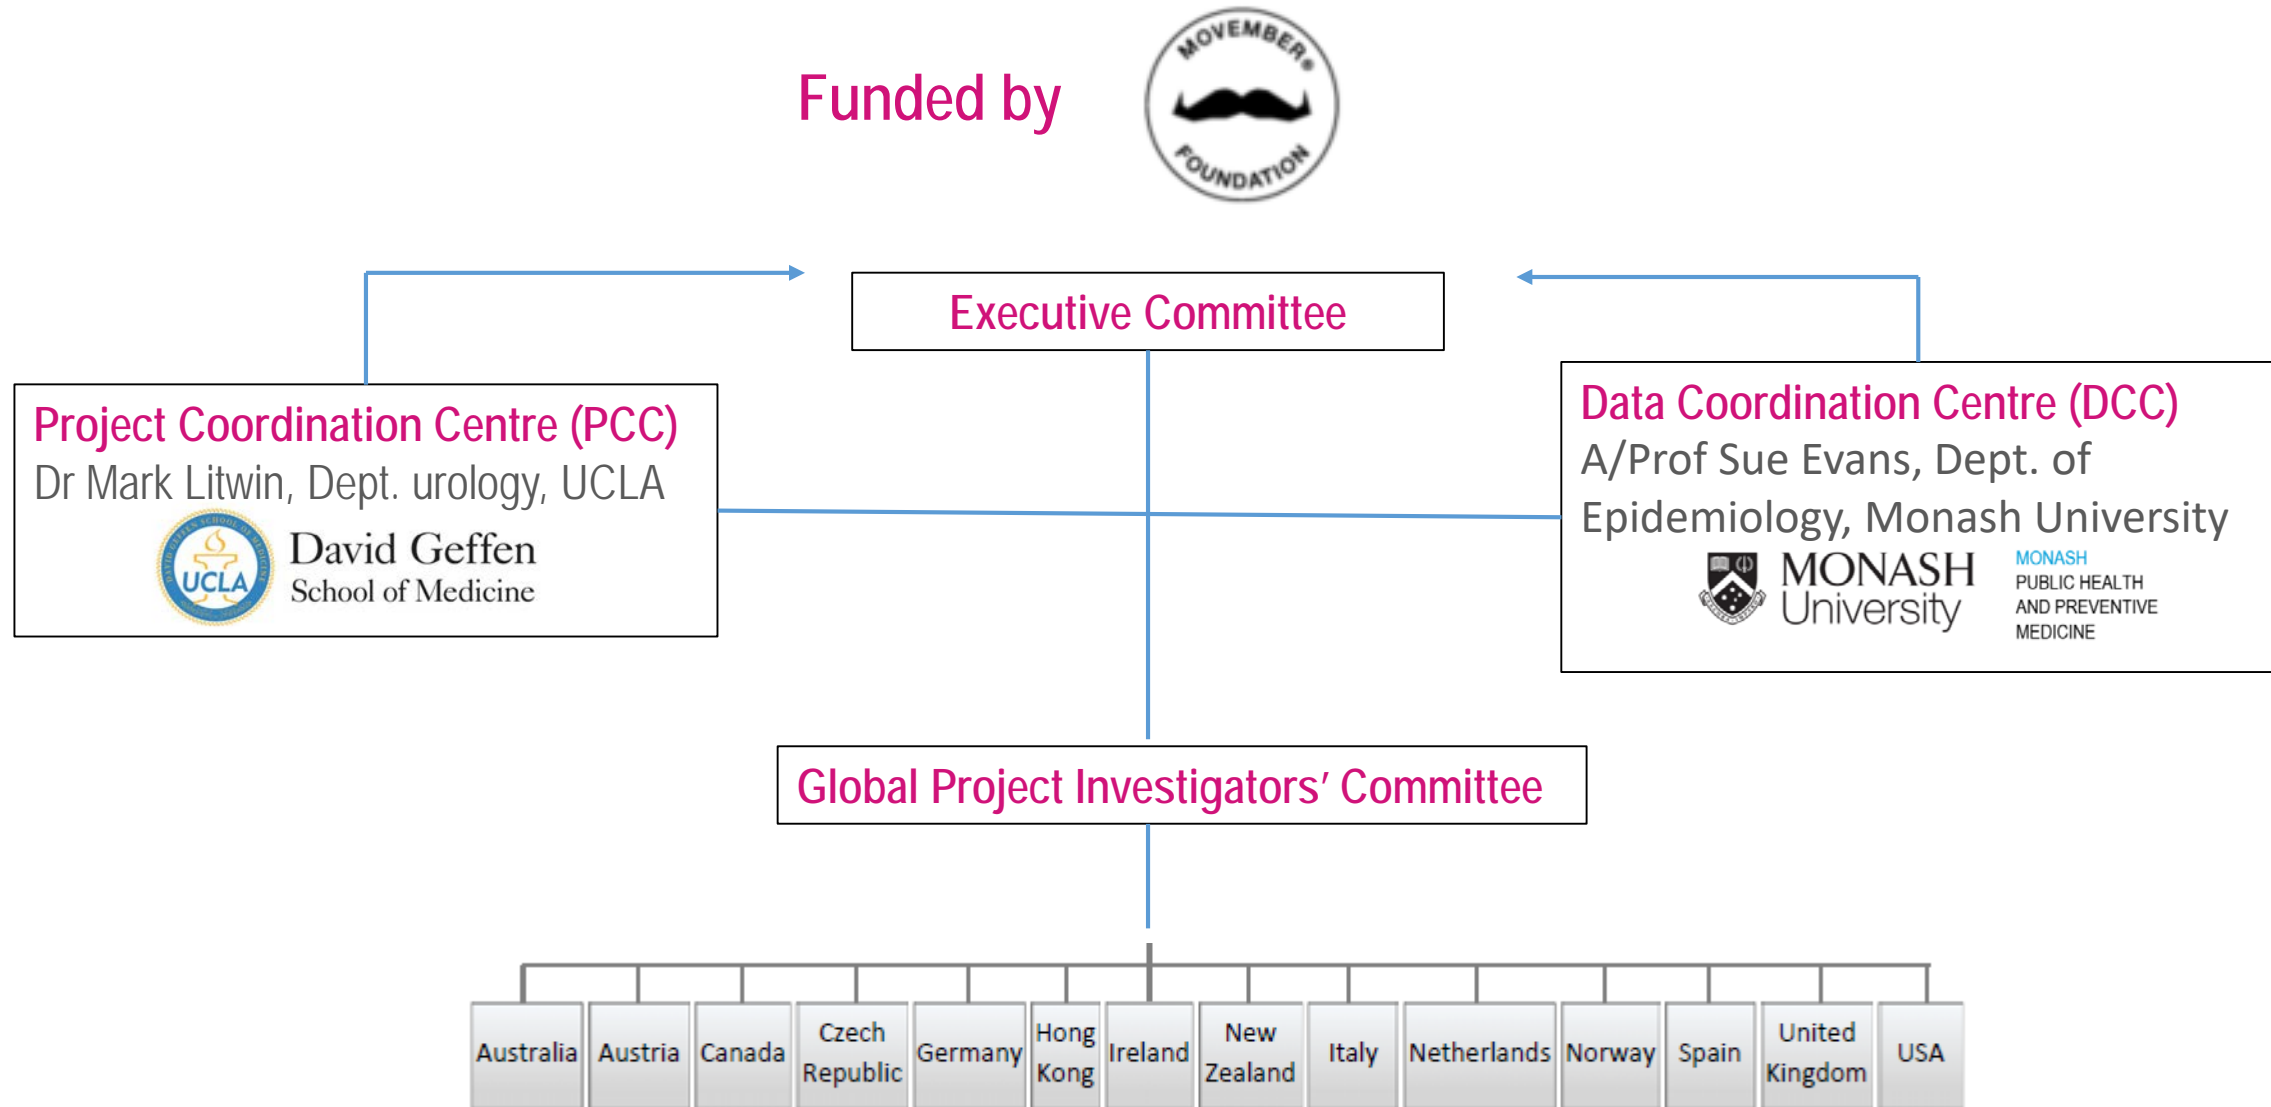 Funded by
MOVEMBER®
FOUNDATION
Executive Committee
Project Coordination Centre (PCC)
Dr Mark Litwin, Dept. urology, UCLA
UCLA
David Geffen
School of Medicine
Data Coordination Centre (DCC)
A/Prof Sue Evans, Dept. of
Epidemiology, Monash University
MONASH
University
MONASH
PUBLIC HEALTH
AND PREVENTIVE
MEDICINE
Global Project Investigators’ Committee
Australia
Austria
Canada
Czech
Republic
Germany
Hong
Kong
Ireland
New
Zealand
Italy
Netherlands
Norway
Spain
United
Kingdom
USA